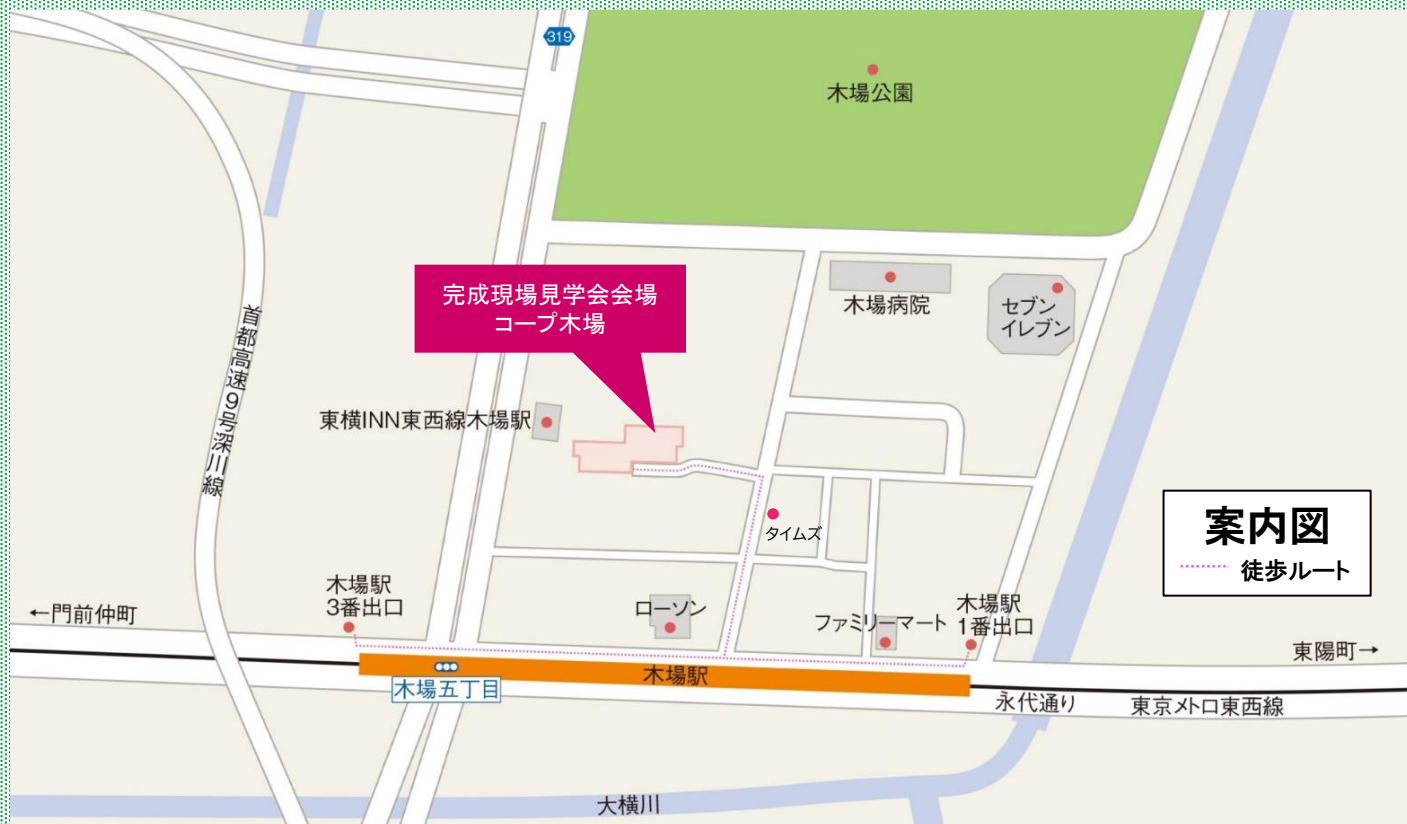 319
木場公園
完成現場見学会会場
コープ木場
木場病院
セブン
イレブン
首都高速9号深川線
東横INN東西線木場駅
タイムズ
案内図
徒歩ルート
木場駅
3番出口
←門前仲町
ローソン
ファミリーマート
木場駅
1番出口
東陽町→
木場駅
木場五丁目
永代通り
東京メトロ東西線
大横川